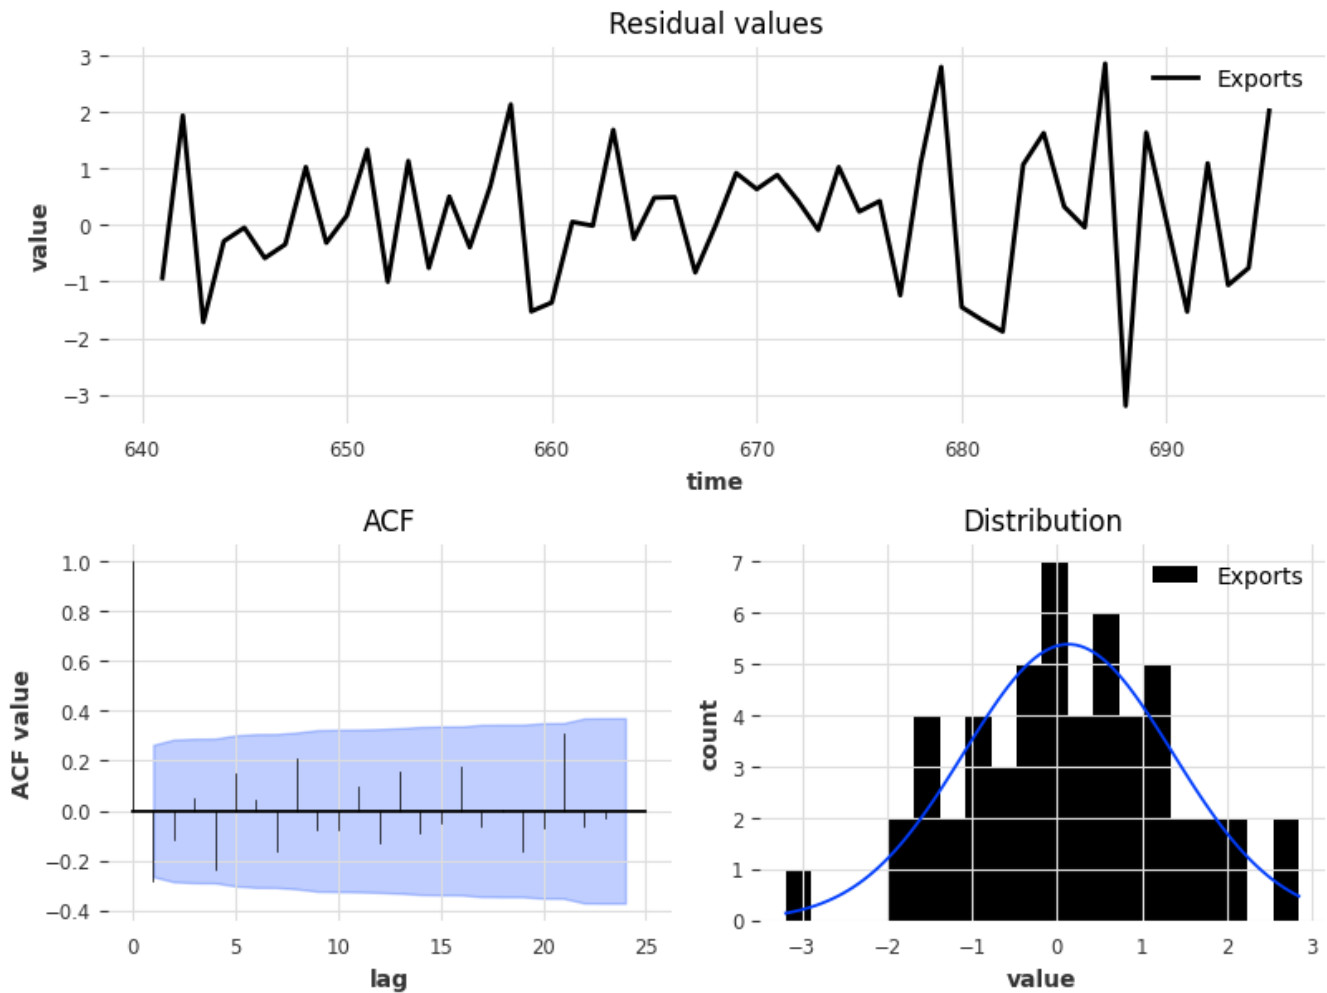 Residual values
3
2
1
0
−1
−2
−3
value
Exports
640 650 660 670 680 690
time
ACF
1.0
0.8
0.6
0.4
0.2
0.0
−0.2
−0.4
ACF value
0 5 10 15 20 25
lag
Distribution
7
6
5
4
3
2
1
0
count
Exports
−3 −2 −1 0 1 2 3
value